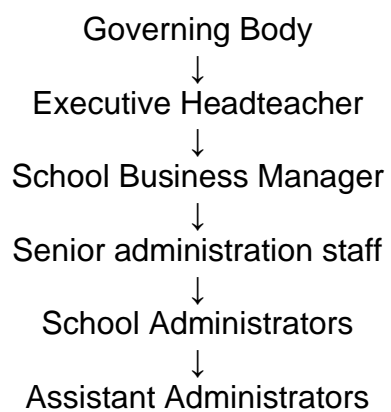 Governing Body
↓
Executive Headteacher
↓
School Business Manager
↓
Senior administration staff
↓
School Administrators
↓
Assistant Administrators